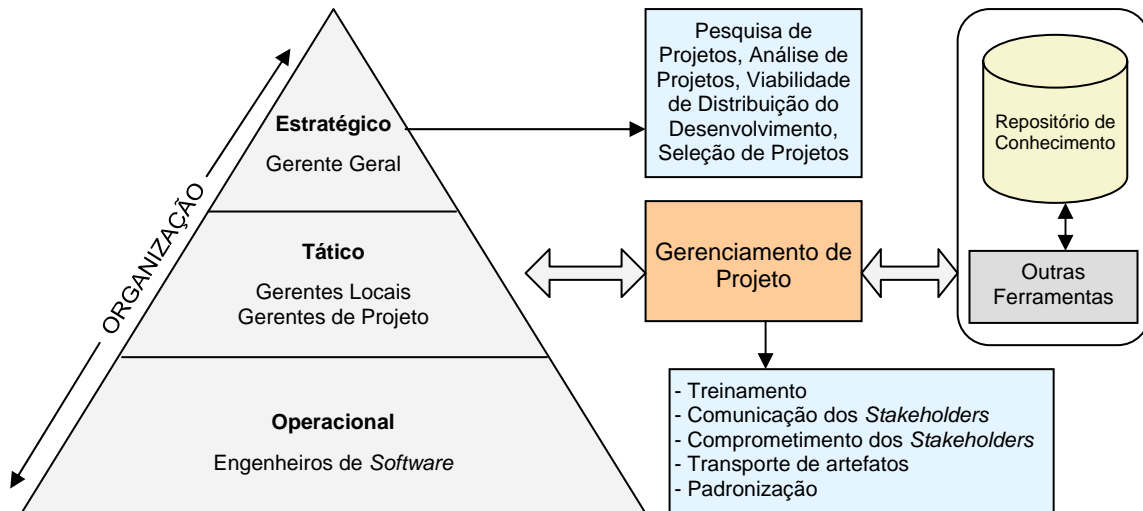 ORGANIZAÇÃO
Estratégico
Gerente Geral
Tático
Gerentes Locais
Gerentes de Projeto
Operacional
Engenheiros de Software
Pesquisa de
Projetos, Análise de
Projetos, Viabilidade
de Distribuição do
Desenvolvimento,
Seleção de Projetos
Gerenciamento de
Projeto
- Treinamento
- Comunicação dos Stakeholders
- Comprometimento dos Stakeholders
- Transporte de artefatos
- Padronização
Repositório de
Conhecimento
Outras
Ferramentas